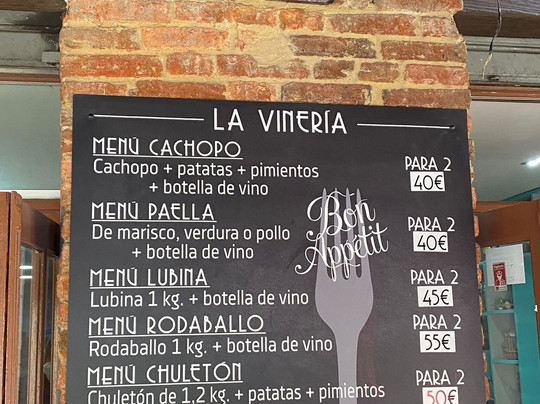 LA VINERÍA
MENÚ CACHOPO
Cachopo + patatas + pimientos
+ botella de vino
PARA 2
40€
MENÚ PAELLA
De marisco, verdura o pollo
+ botella de vino
PARA 2
40€
Bon
Appétit
MENÚ LUBINA
Lubina 1 kg. + botella de vino
PARA 2
45€
MENÚ RODABALLO
Rodaballo 1 kg. + botella de vino
PARA 2
55€
MENÚ CHULETÓN
Chuletón de 1,2 kg. + patatas + pimientos
PARA 2
50€